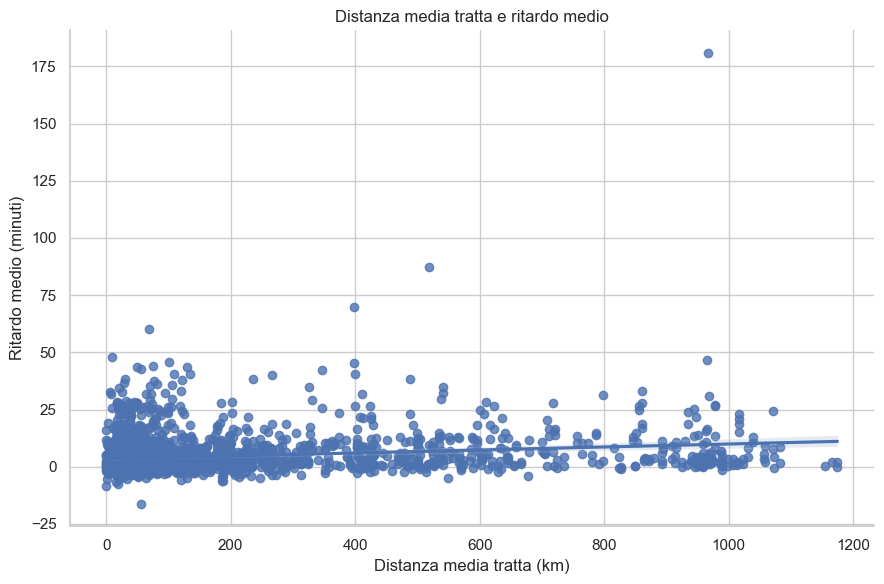 Distanza media tratta e ritardo medio
Ritardo medio (minuti)
175
150
125
100
75
50
25
0
−25
0 200 400 600 800 1000 1200
Distanza media tratta (km)